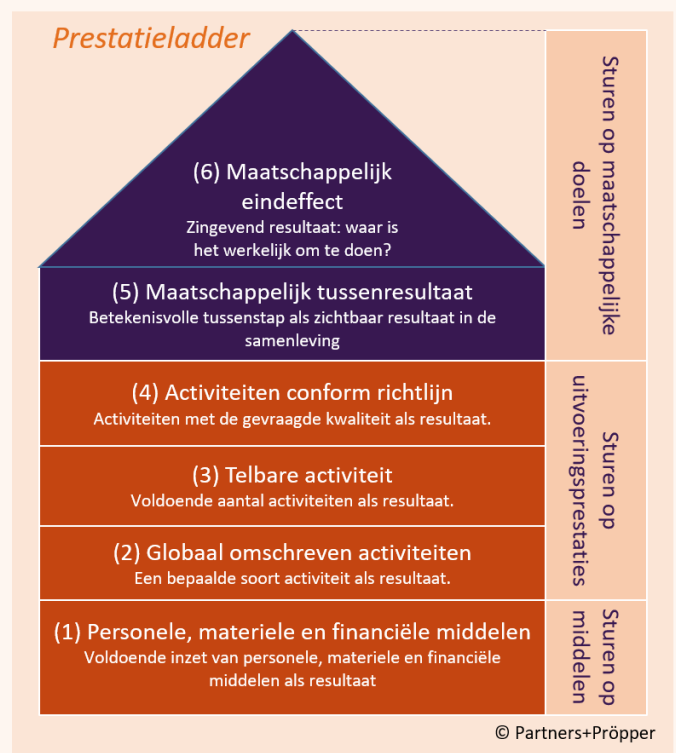 Prestatieladder
(6) Maatschappelijk
eindeffect
Zingevend resultaat: waar is
het werkelijk om te doen?
(5) Maatschappelijk tussenresultaat
Betekenisvolle tussenstap als zichtbaar resultaat in de
samenleving
(4) Activiteiten conform richtlijn
Activiteiten met de gevraagde kwaliteit als resultaat.
(3) Telbare activiteit
Voldoende aantal activiteiten als resultaat.
(2) Globaal omschreven activiteiten
Een bepaalde soort activiteit als resultaat.
(1) Personele, materiele en financiële middelen
Voldoende inzet van personele, materiele en financiële
middelen als resultaat
Sturen op maatschappelijke
doelen
Sturen op
uitvoeringsprestaties
Sturen op
middelen
© Partners+Pröpper